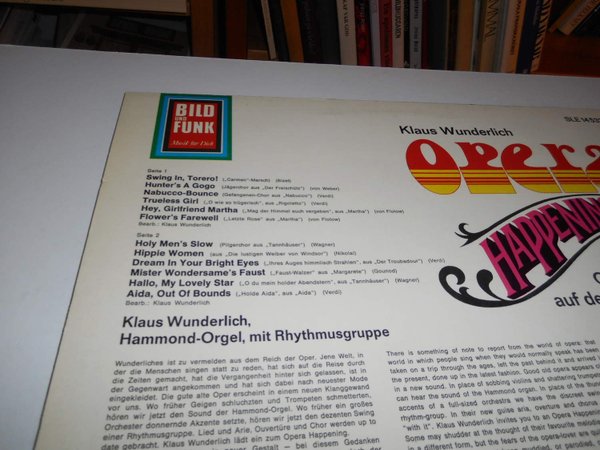 BILD
UND
FUNK
Musik für Dich
Klaus Wunderlich
SLE 1453
OPERA
HAPPENING
auf de
Seite 1
Swing In, Torero! („Carmen"-Marsch) (Bizet)
Hunter's A Gogo (Jägerchor aus „Der Freischütz") (von Weber)
Nabucco-Bounce (Gefangenen-Chor aus „Nabucco") (Verdi)
Trueless Girl („O wie so trügerisch", aus „Rigoletto") (Verdi)
Hey, Girlfriend Martha („Mag der Himmel euch vergeben", aus „Martha") (von Flotow)
Flower's Farewell („Letzte Rose" aus „Martha") (von Flotow)
Bearb.: Klaus Wunderlich
Seite 2
Holy Men's Slow (Pilgerchor aus „Tannhäuser") (Wagner)
Hippie Women (aus „Die lustigen Weiber von Windsor") (Nikolai)
Dream In Your Bright Eyes („Ihres Auges himmlisch Strahlen", aus „Der Troubadour") (Verdi)
Mister Wondersame's Faust („Faust-Walzer" aus „Margarete") (Gounod)
Hallo, My Lovely Star („O du mein holder Abendstern", aus „Tannhäuser") (Wagner)
Aida, Out Of Bounds („Holde Aida", aus „Aida") (Verdi)
Bearb.: Klaus Wunderlich
Klaus Wunderlich,
Hammond-Orgel, mit Rhythmusgruppe
Wunderliches ist zu vermelden aus dem Reich der Oper. Jene Welt, in
der die Menschen singen statt zu reden, hat sich auf die Reise durch
die Zeiten gemacht, hat die Vergangenheit hinter sich gelassen, ist in
der Gegenwart angekommen und hat sich dabei nach neuester Mode
eingekleidet. Die gute alte Oper erscheint in einem neuen Klanggewand
vor uns. Wo früher Geigen schluchzten und Trompeten schmetterten,
hören wir jetzt den Sound der Hammond-Orgel. Wo früher ein großes
Orchester donnernde Akzente setzte, hören wir jetzt den dezenten Swing
einer Rhythmusgruppe. Lied und Arie, Ouvertüre und Chor werden up to
date gebracht. Klaus Wunderlich lädt ein zum Opera Happening.
neuer Gestalt – bei diesem Gedanken
There is something of note to report from the world of opera: that
world in which people sing when they would normally speak has been
taken on a trip through the ages, left the past behind it and arrived in
the present, done up in the latest fashion. Good old opera appears
in a new sound. In place of sobbing violins and shattering trumpets
can hear the sound of the Hammond organ. In place of the thund
accents of a full-sized orchestra we have the discreet swing
rhythm-group. In their new guise aria, overture and chorus
"with it". Klaus Wunderlich invites you to an Opera Happening
Some may shudder at the thought of their favourite melodies
in a different form, but the fears of the opera-lover are quite
muddled, or parodied,